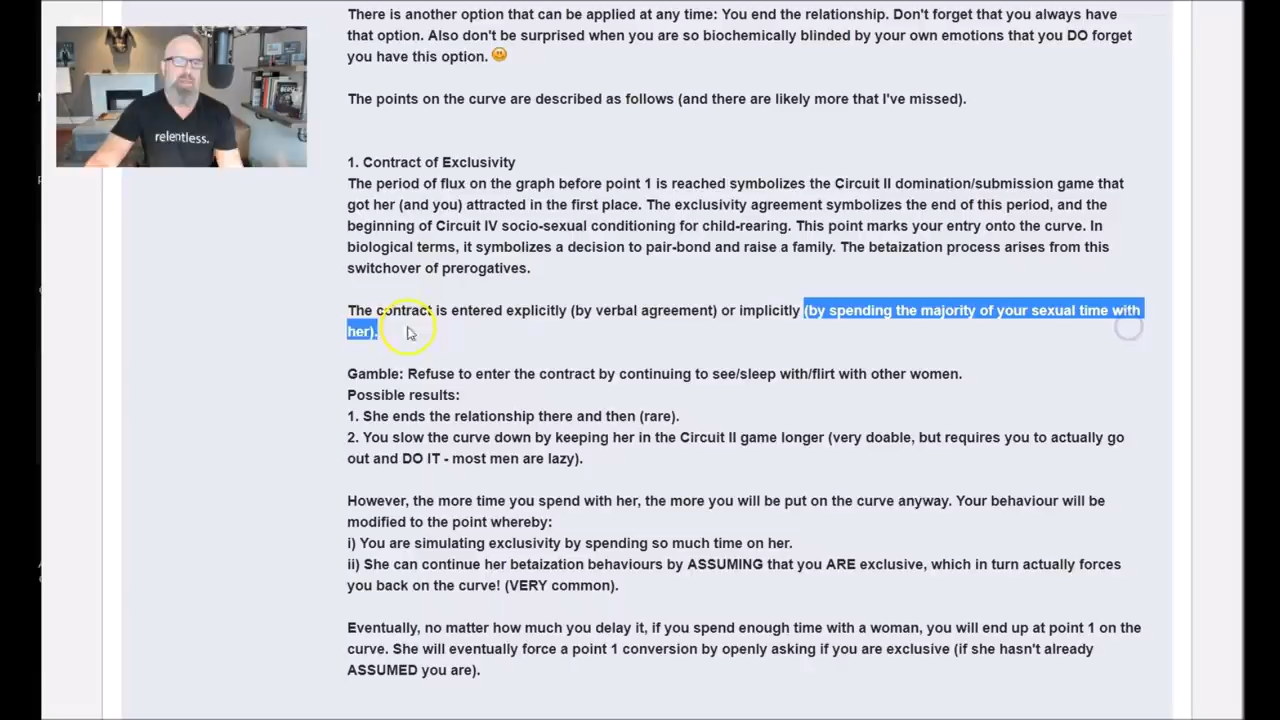 There is another option that can be applied at any time: You end the relationship. Don't forget that you always have
that option. Also don't be surprised when you are so biochemically blinded by your own emotions that you DO forget
you have this option.
The points on the curve are described as follows (and there are likely more that I've missed).
relentless.
1. Contract of Exclusivity
The period of flux on the graph before point 1 is reached symbolizes the Circuit II domination/submission game that
got her (and you) attracted in the first place. The exclusivity agreement symbolizes the end of this period, and the
beginning of Circuit IV socio-sexual conditioning for child-rearing. This point marks your entry onto the curve. In
biological terms, it symbolizes a decision to pair-bond and raise a family. The betaization process arises from this
switchover of prerogatives.
The contract is entered explicitly (by verbal agreement) or implicitly (by spending the majority of your sexual time with
her).
Gamble: Refuse to enter the contract by continuing to see/sleep with/flirt with other women.
Possible results:
1. She ends the relationship there and then (rare).
2. You slow the curve down by keeping her in the Circuit II game longer (very doable, but requires you to actually go
out and DO IT - most men are lazy).
However, the more time you spend with her, the more you will be put on the curve anyway. Your behaviour will be
modified to the point whereby:
i) You are simulating exclusivity by spending so much time on her.
ii) She can continue her betaization behaviours by ASSUMING that you ARE exclusive, which in turn actually forces
you back on the curve! (VERY common).
Eventually, no matter how much you delay it, if you spend enough time with a woman, you will end up at point 1 on the
curve. She will eventually force a point 1 conversion by openly asking if you are exclusive (if she hasn't already
ASSUMED you are).